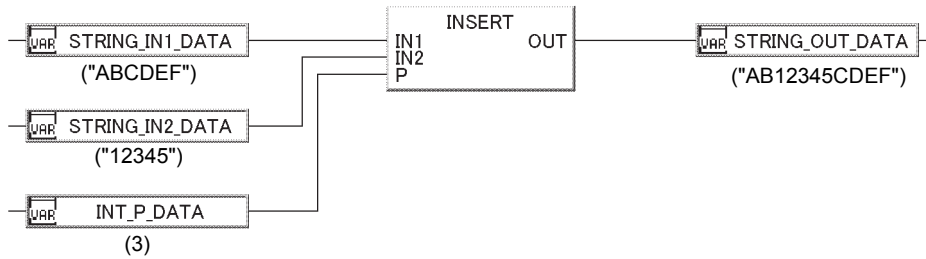 INSERT
VAR STRING_IN1_DATA
IN1
OUT
VAR STRING_OUT_DATA
IN2
P
("ABCDEF")
("AB12345CDEF")
VAR STRING_IN2_DATA
("12345")
VAR INT_P_DATA
(3)